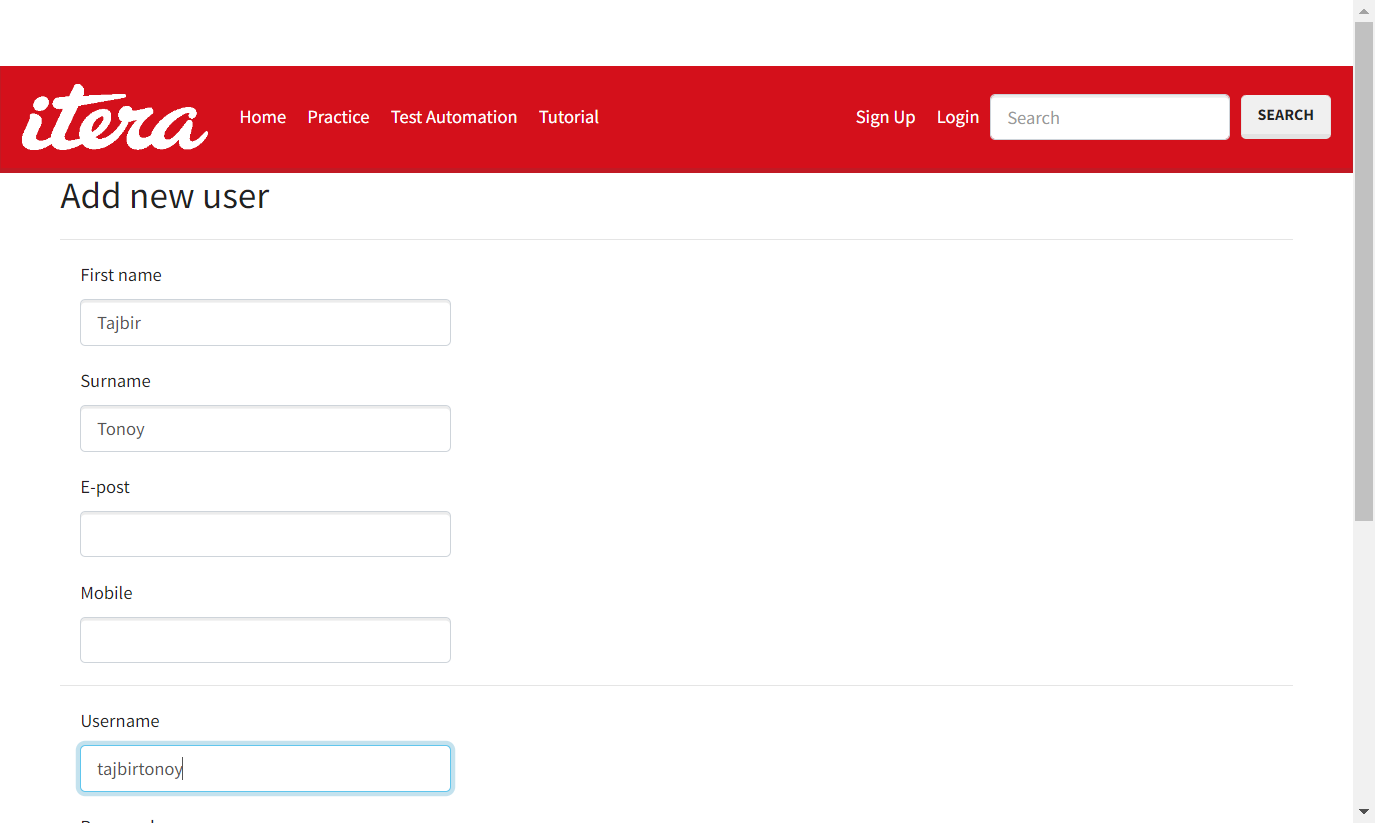 itera
Home Practice Test Automation Tutorial Sign Up Login Search SEARCH
Add new user
First name
Tajbir
Surname
Tonoy
E-post
Mobile
Username
tajbirtonoy